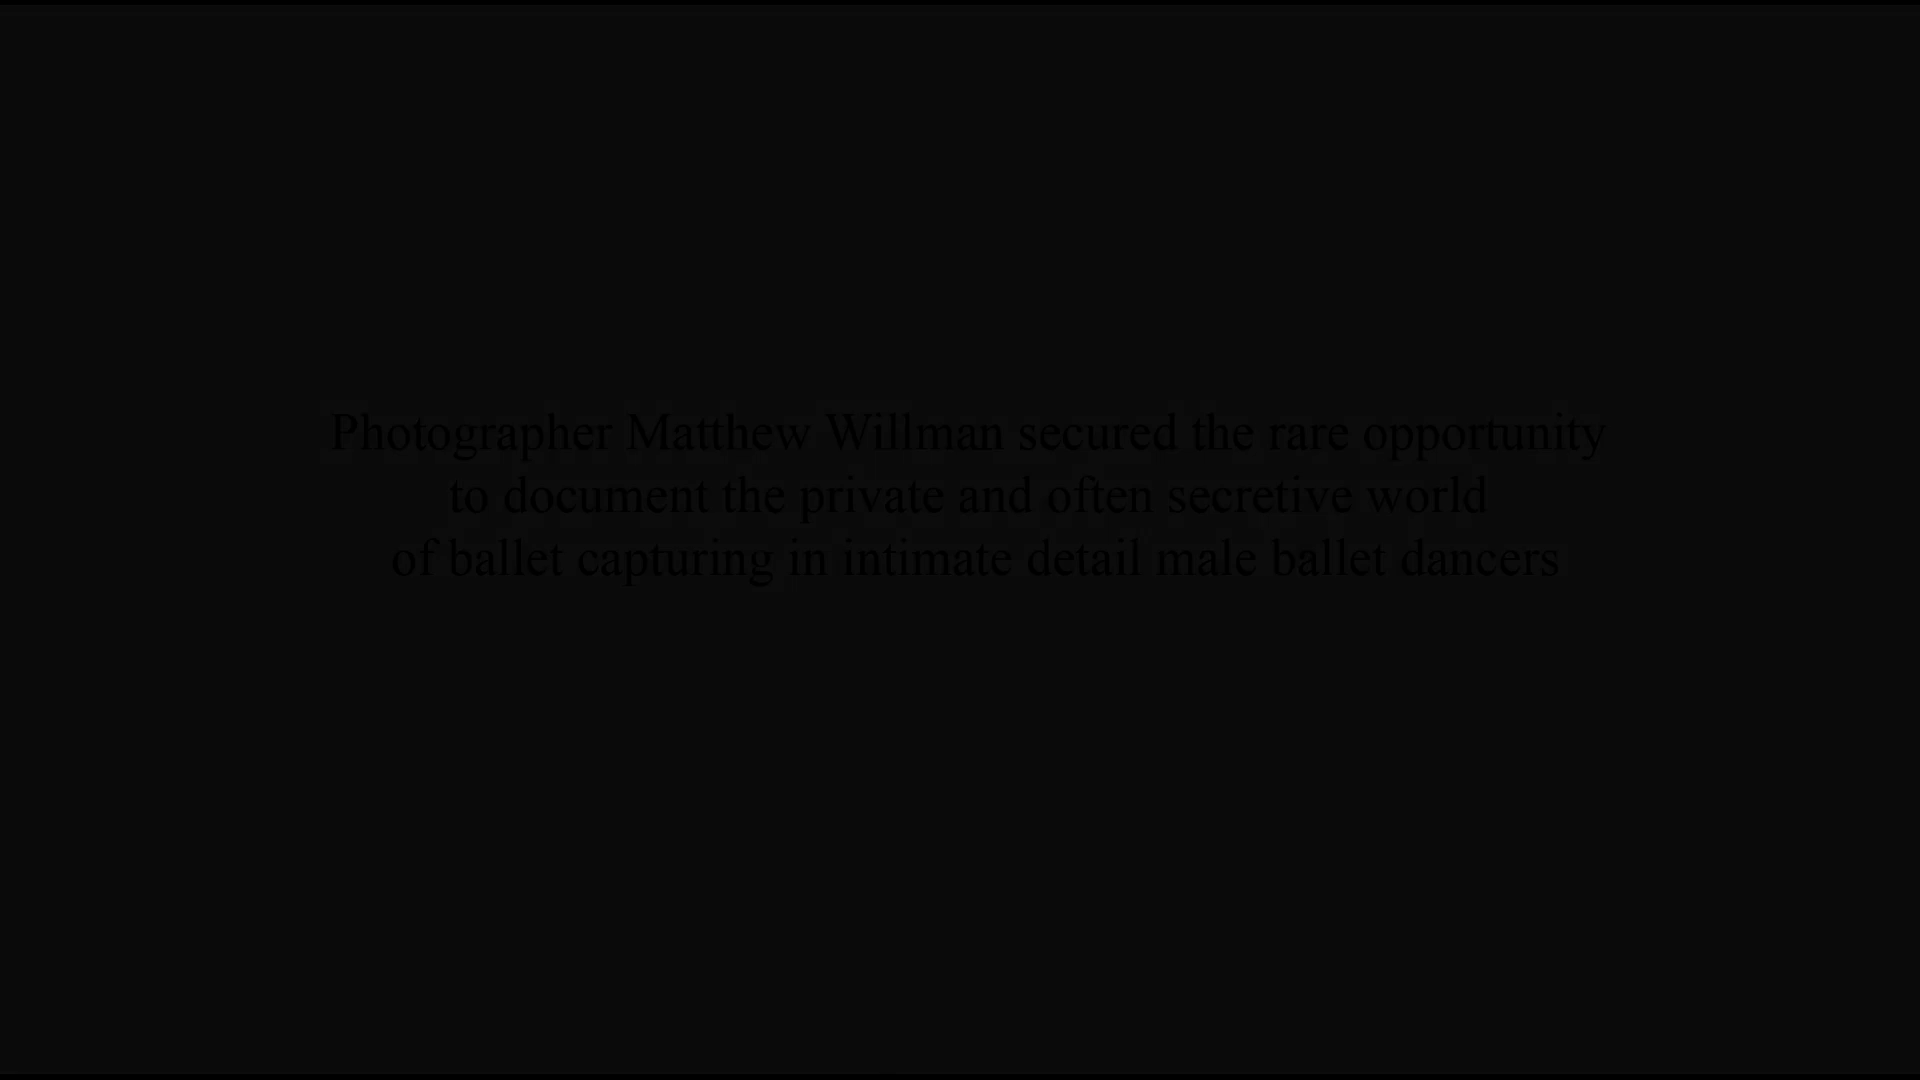 Photographer Matthew Willman secured the rare opportunity
to document the private and often secretive world
of ballet capturing in intimate detail male ballet dancers